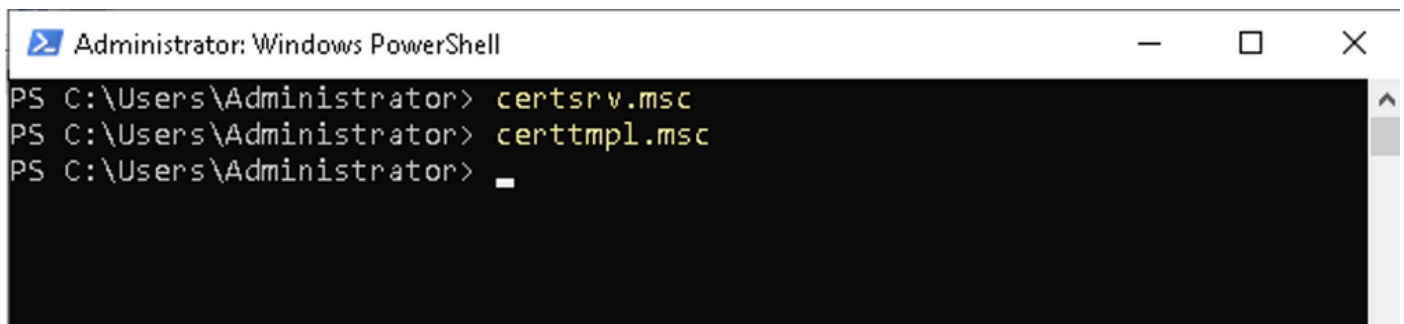 Administrator: Windows PowerShell
PS C:\Users\Administrator> certsrv.msc
PS C:\Users\Administrator> certtmpl.msc
PS C:\Users\Administrator>